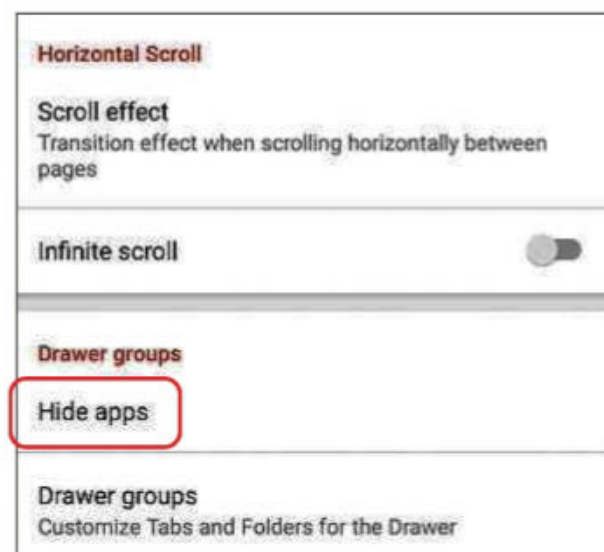 Horizontal Scroll
Scroll effect
Transition effect when scrolling horizontally between
pages
Infinite scroll
Drawer groups
Hide apps
Drawer groups
Customize Tabs and Folders for the Drawer